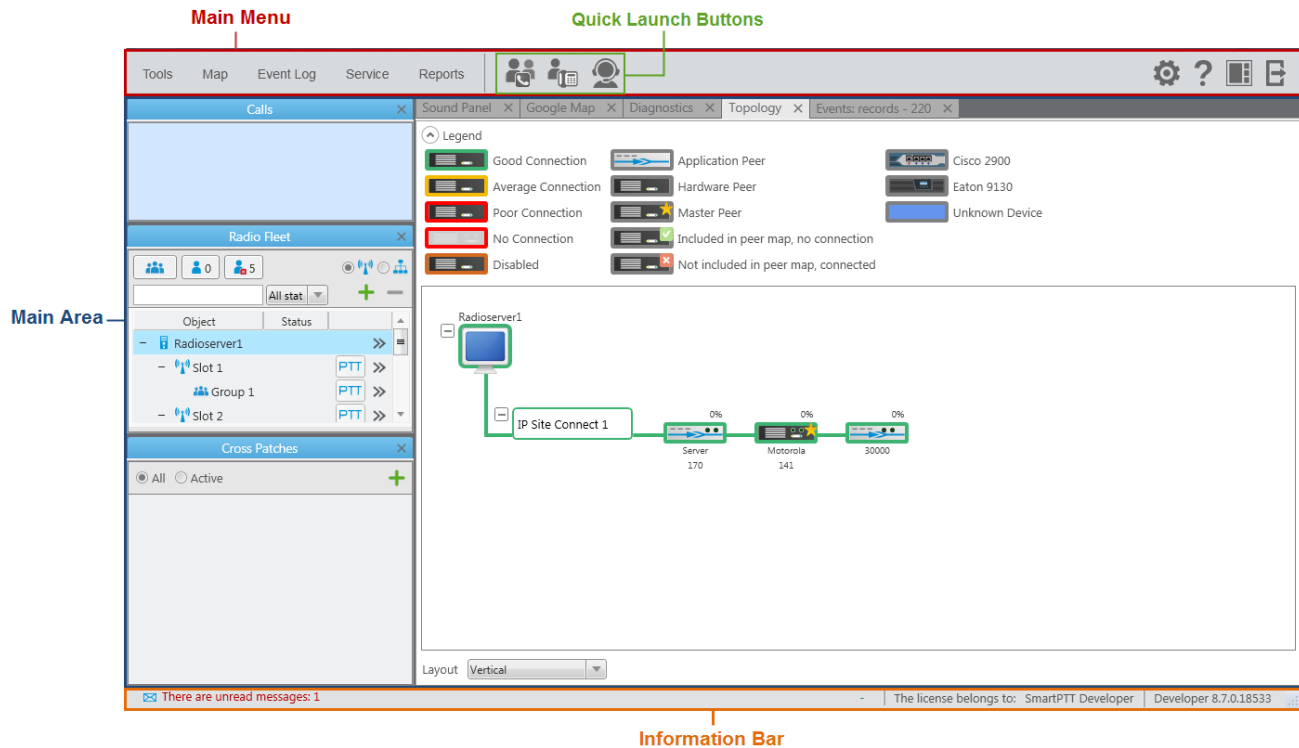 Main Menu
Quick Launch Buttons
Tools Map Event Log Service Reports
Calls
Sound Panel Google Map Diagnostics Topology Events: records - 220
Legend
Good Connection Application Peer Cisco 2900
Average Connection Hardware Peer Eaton 9130
Poor Connection Master Peer Unknown Device
No Connection Included in peer map, no connection
Disabled Not included in peer map, connected
Radio Fleet
0 5
All stat
Object Status
Radioserver1
Slot 1 PTT
Group 1 PTT
Slot 2 PTT
Main Area
Cross Patches
All Active
Radioserver1
IP Site Connect 1
0% 0% 0%
Server Motorola 30000
170 141
Layout Vertical
There are unread messages: 1
- The license belongs to: SmartPTT Developer Developer 8.7.0.18533
Information Bar